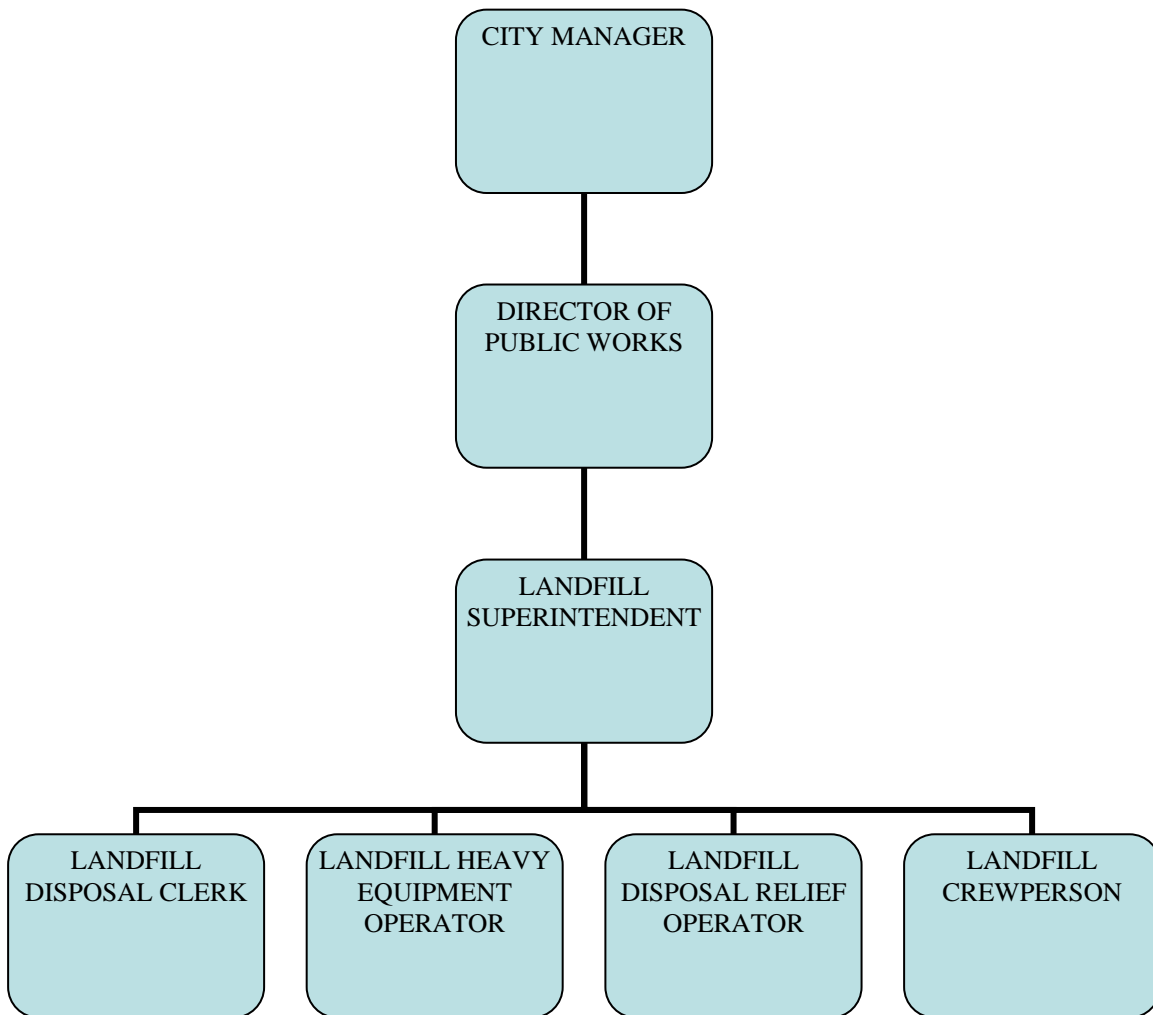 CITY MANAGER
DIRECTOR OF
PUBLIC WORKS
LANDFILL
SUPERINTENDENT
LANDFILL
DISPOSAL CLERK
LANDFILL HEAVY
EQUIPMENT
OPERATOR
LANDFILL
DISPOSAL RELIEF
OPERATOR
LANDFILL
CREWPERSON